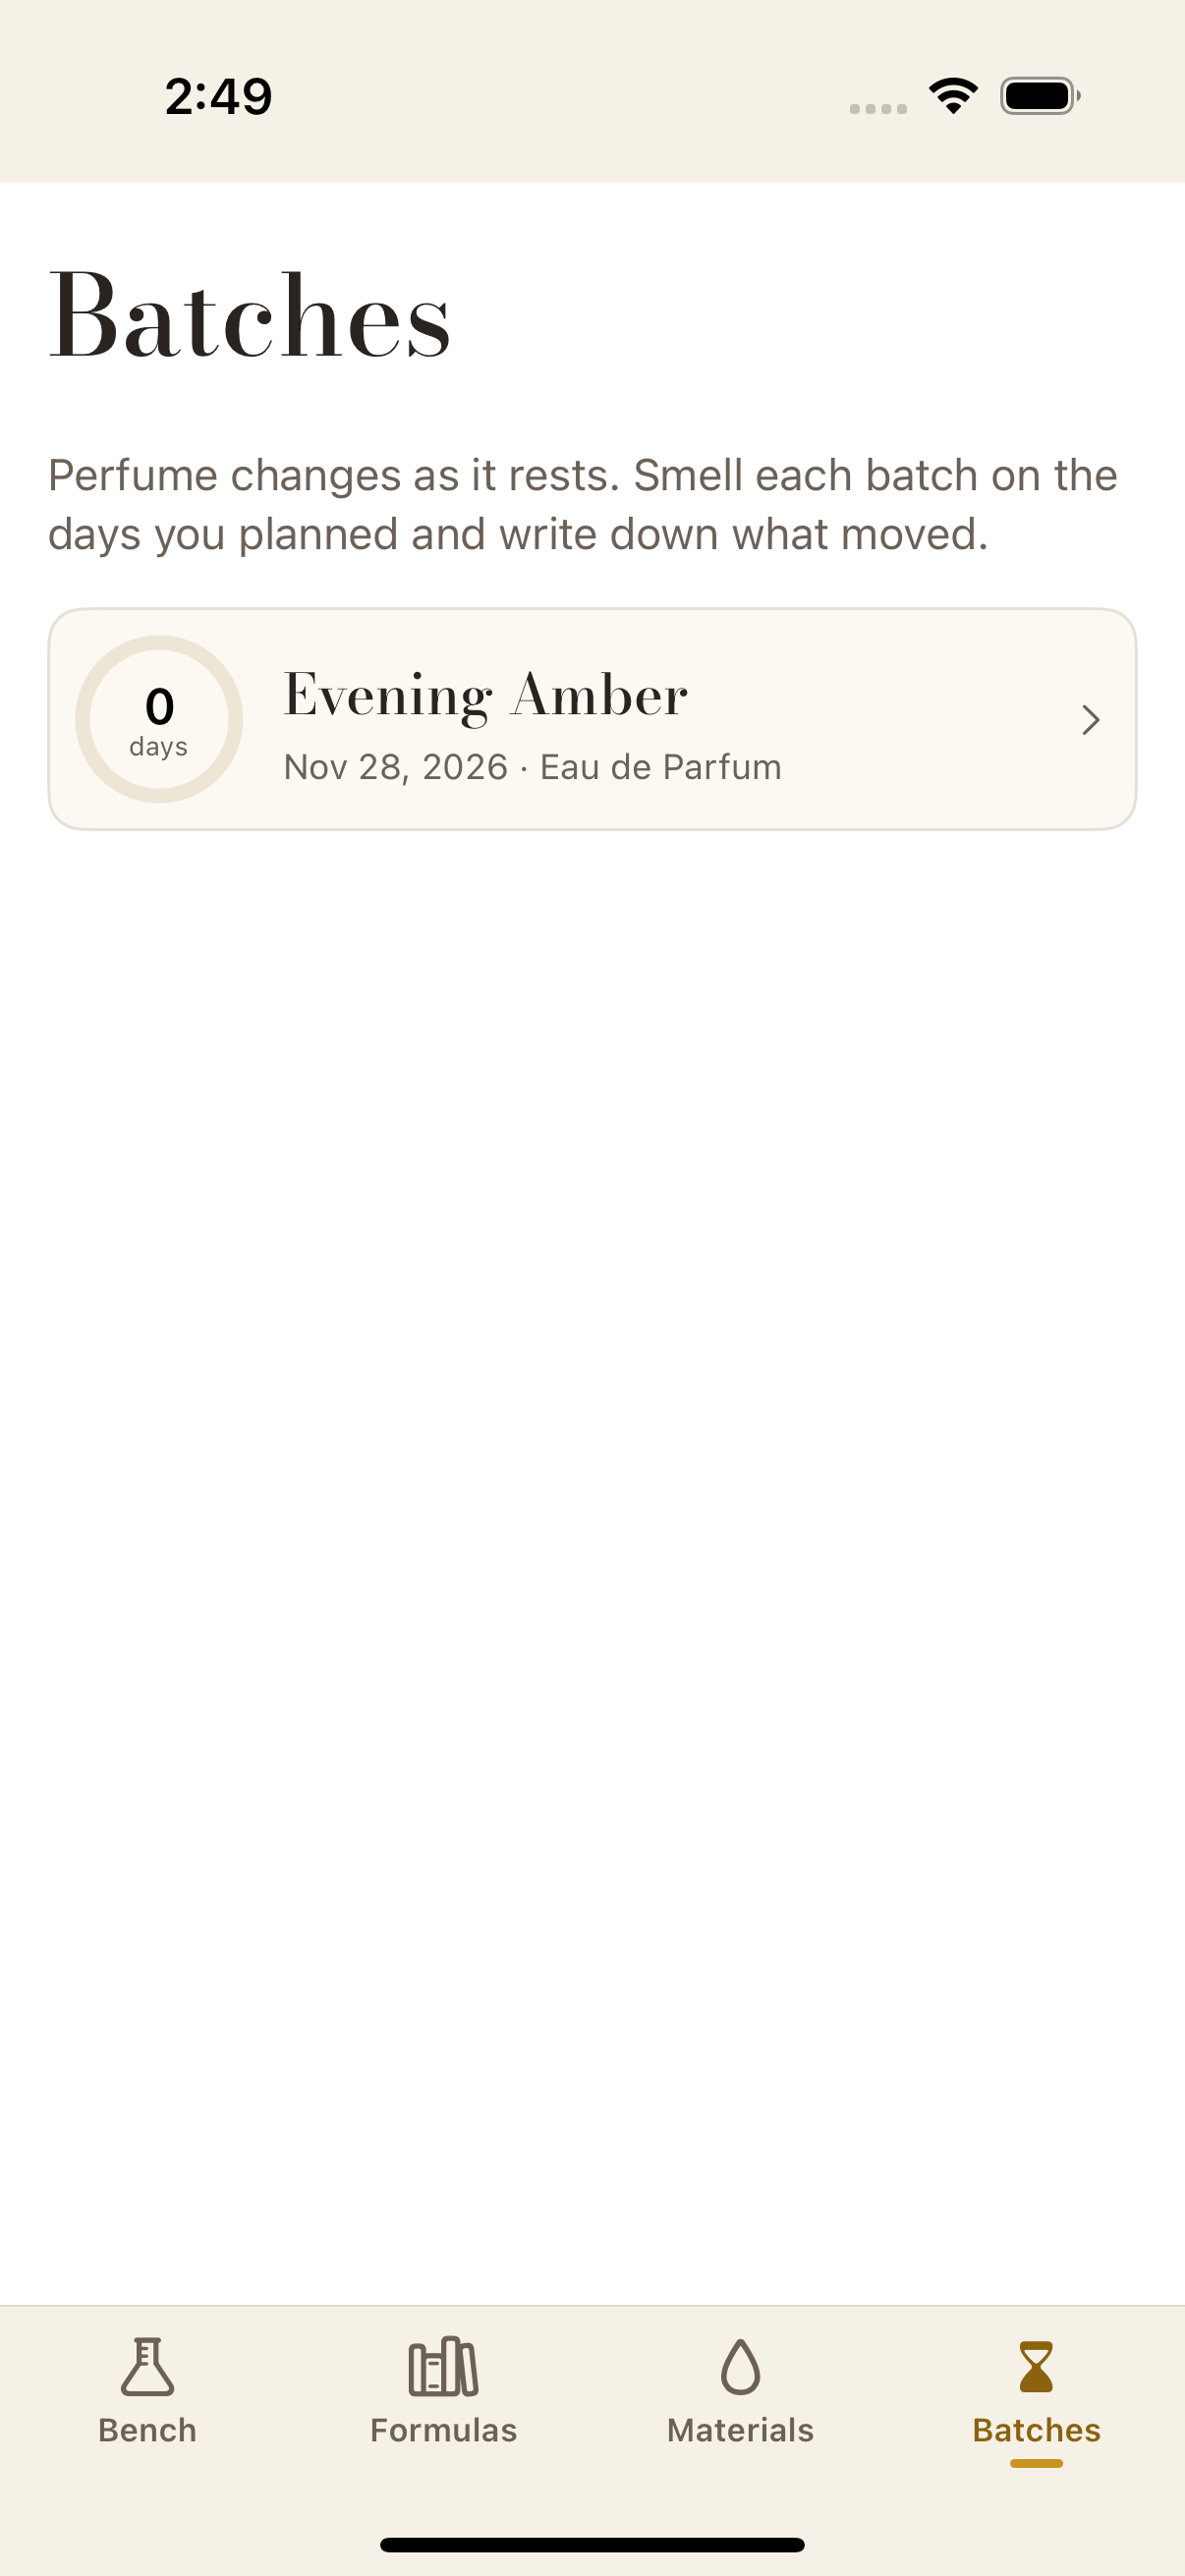 2:49
Batches
Perfume changes as it rests. Smell each batch on the
days you planned and write down what moved.
0
days
Evening Amber
Nov 28, 2026 · Eau de Parfum
Bench
Formulas
Materials
Batches